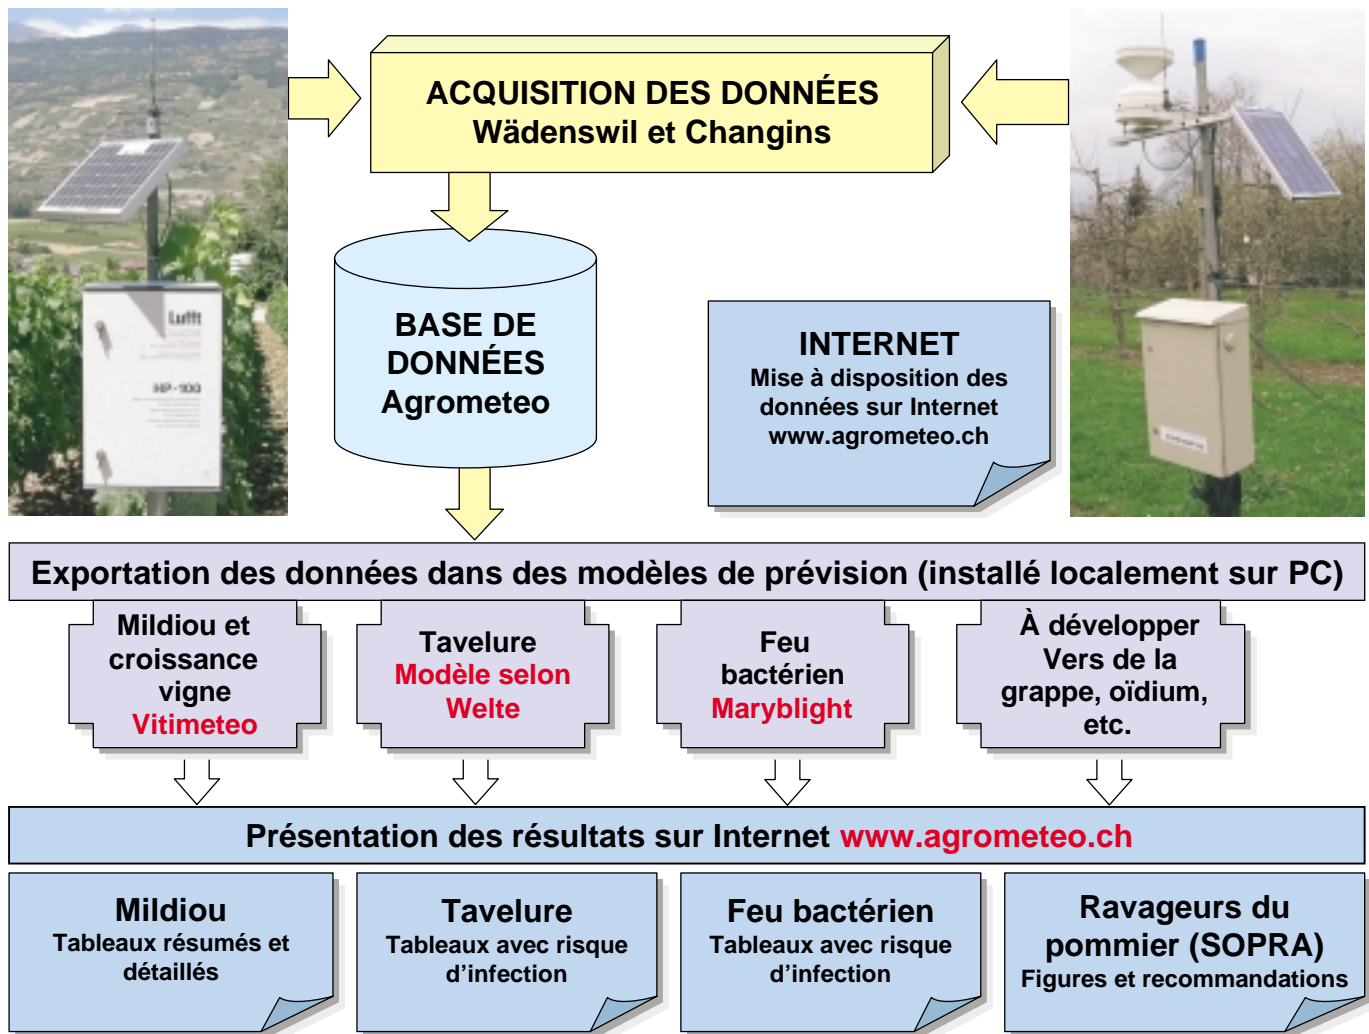 ACQUISITION DES DONNÉES
Wädenswil et Changins
Lufft
HP-100
BASE DE
DONNÉES
Agrometeo
INTERNET
Mise à disposition des
données sur Internet
www.agrometeo.ch
Exportation des données dans des modèles de prévision (installé localement sur PC)
Mildiou et
croissance
vigne
Vitimeteo
Tavelure
Modèle selon
Welte
Feu
bactérien
Maryblight
À développer
Vers de la
grappe, oïdium,
etc.
Présentation des résultats sur Internet www.agrometeo.ch
Mildiou
Tableaux résumés et
détaillés
Tavelure
Tableaux avec risque
d’infection
Feu bactérien
Tableaux avec risque
d’infection
Ravageurs du
pommier (SOPRA)
Figures et recommandations